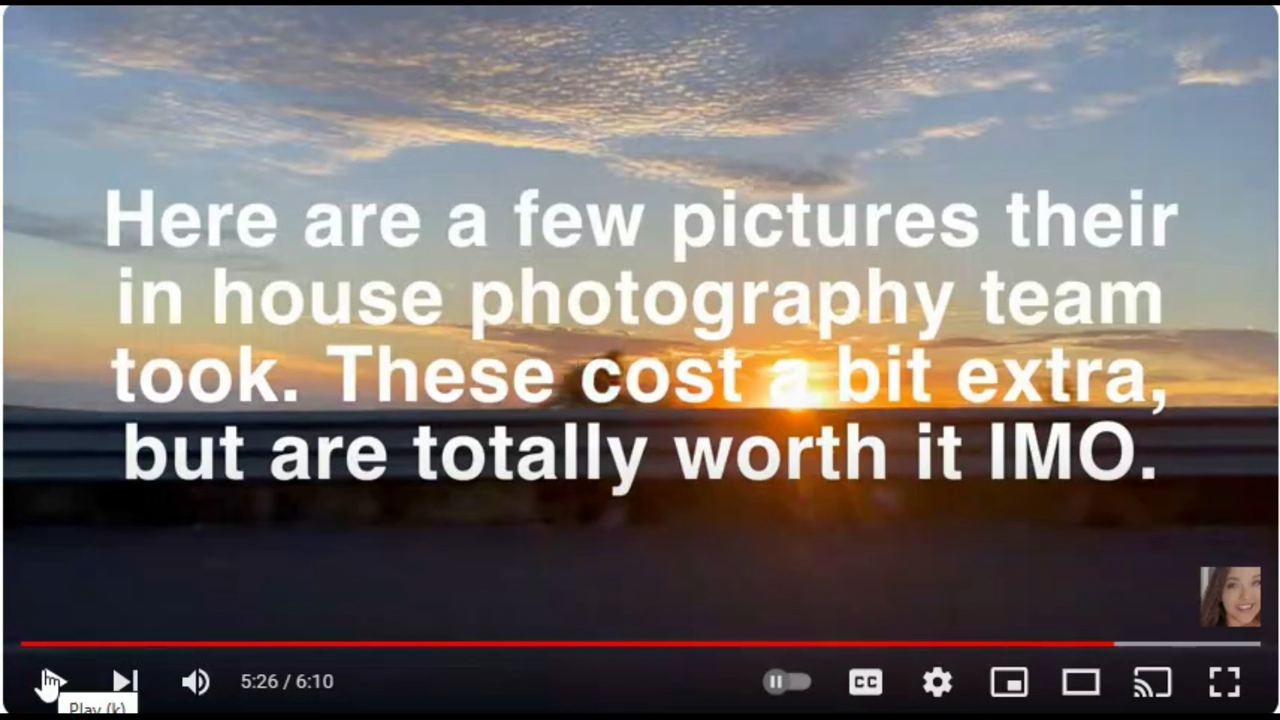 Here are a few pictures their
in house photography team
took. These cost a bit extra,
but are totally worth it IMO.
5:26 / 6:10
CC
Play (k)